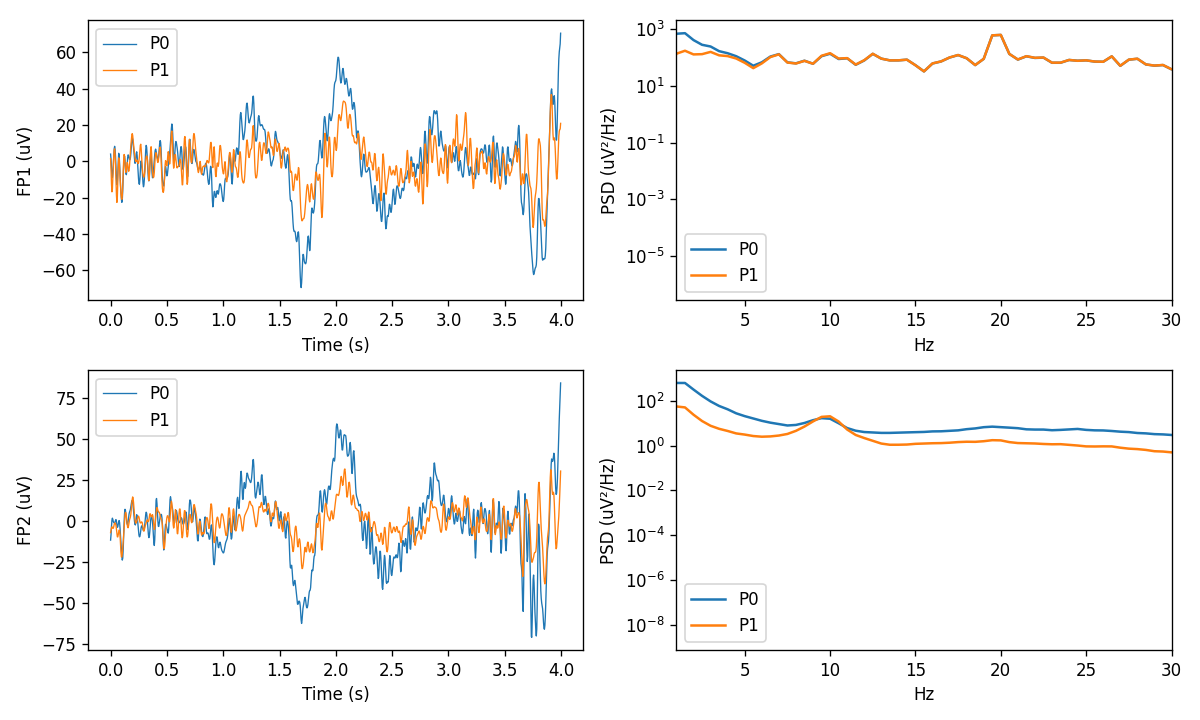 FP1 (uV)
60
40
20
0
−20
−40
−60
P0
P1
0.0 0.5 1.0 1.5 2.0 2.5 3.0 3.5 4.0
Time (s)
PSD (uV²/Hz)
10³
10¹
10⁻¹
10⁻³
10⁻⁵
P0
P1
5 10 15 20 25 30
Hz
FP2 (uV)
75
50
25
0
−25
−50
−75
P0
P1
0.0 0.5 1.0 1.5 2.0 2.5 3.0 3.5 4.0
Time (s)
PSD (uV²/Hz)
10²
10⁰
10⁻²
10⁻⁴
10⁻⁶
10⁻⁸
P0
P1
5 10 15 20 25 30
Hz